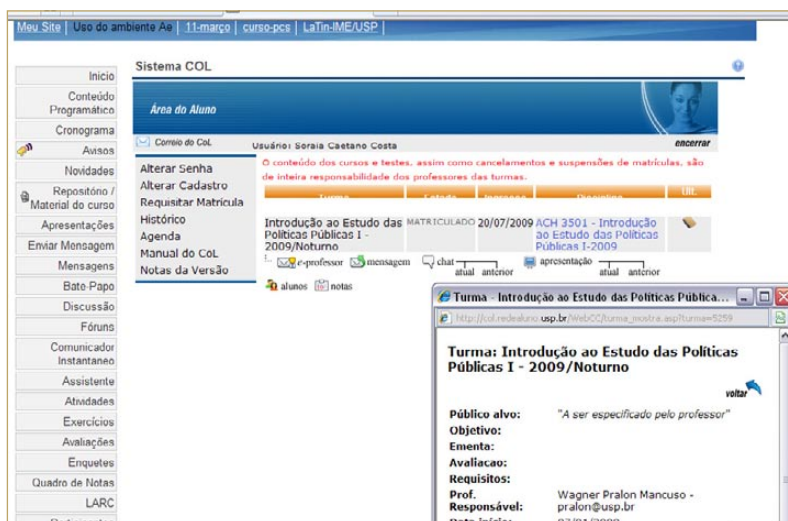 Meu Site | Uso do ambiente Ae | 11-março | curso-pcs | LaTin-IME/USP |
Inicio
Conteúdo
Programático
Cronograma
Avisos
Novidades
Repositório /
Material do curso
Apresentações
Enviar Mensagem
Mensagens
Bate-Papo
Discussão
Fóruns
Comunicador
Instantaneo
Assistente
Atividades
Exercícios
Avaliações
Enquetes
Quadro de Notas
LARC
Sistema COL
Área do Aluno
Correio do CoL
Usuário: Soraia Caetano Costa
encerrar
Alterar Senha
Alterar Cadastro
Requisitar Matrícula
Histórico
Agenda
Manual do CoL
Notas da Versão
O conteúdo dos cursos e testes, assim como cancelamentos e suspensões de matrículas, são
de inteira responsabilidade dos professores das turmas.
Turma Estado Ingresso Disciplina Util.
Introdução ao Estudo das MATRICULADO 20/07/2009 ACH 3501 - Introdução
Políticas Públicas I - ao Estudo das Políticas
2009/Noturno Públicas I-2009
e-professor mensagem chat apresentação
atual anterior atual anterior
alunos notas
Turma - Introdução ao Estudo das Políticas Pública...
http://col.redealuno.usp.br/WebCC/turma_mostra.asp?turma=5259
Turma: Introdução ao Estudo das Políticas
Públicas I - 2009/Noturno
voltar
Público alvo: "A ser especificado pelo professor"
Objetivo:
Ementa:
Avaliacao:
Requisitos:
Prof. Wagner Pralon Mancuso -
Responsável: pralon@usp.br